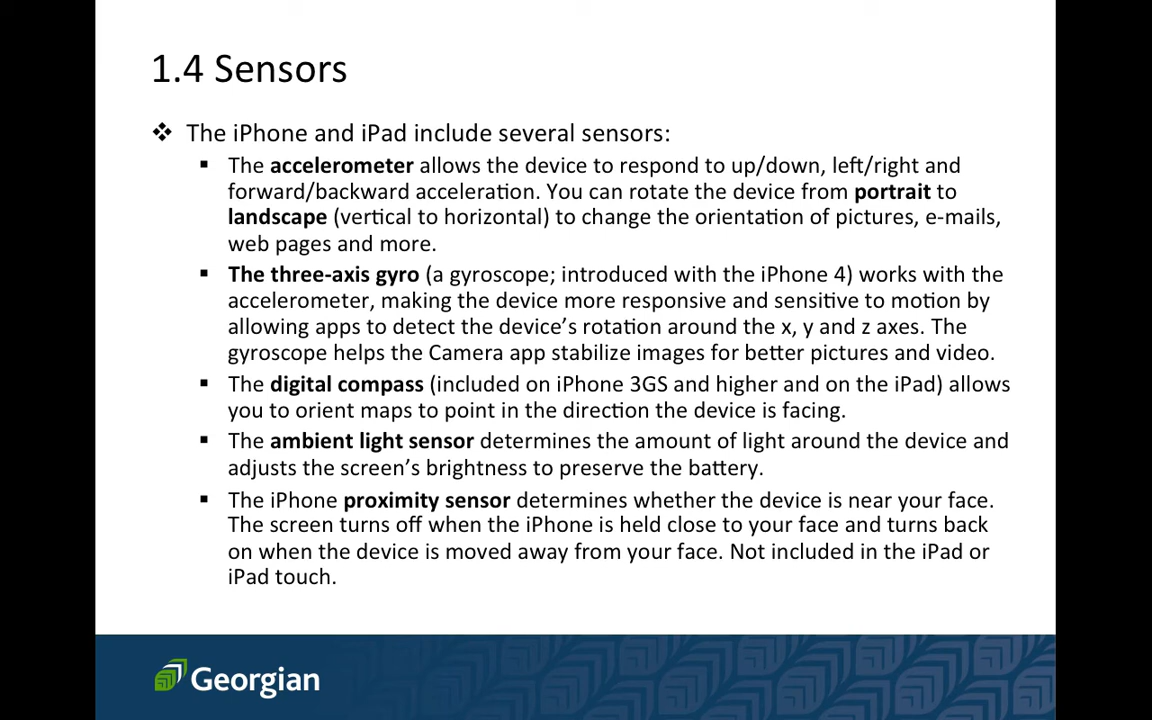 1.4 Sensors
❖ The iPhone and iPad include several sensors:
▪ The accelerometer allows the device to respond to up/down, left/right and
forward/backward acceleration. You can rotate the device from portrait to
landscape (vertical to horizontal) to change the orientation of pictures, e-mails,
web pages and more.
▪ The three-axis gyro (a gyroscope; introduced with the iPhone 4) works with the
accelerometer, making the device more responsive and sensitive to motion by
allowing apps to detect the device’s rotation around the x, y and z axes. The
gyroscope helps the Camera app stabilize images for better pictures and video.
▪ The digital compass (included on iPhone 3GS and higher and on the iPad) allows
you to orient maps to point in the direction the device is facing.
▪ The ambient light sensor determines the amount of light around the device and
adjusts the screen’s brightness to preserve the battery.
▪ The iPhone proximity sensor determines whether the device is near your face.
The screen turns off when the iPhone is held close to your face and turns back
on when the device is moved away from your face. Not included in the iPad or
iPad touch.
Georgian